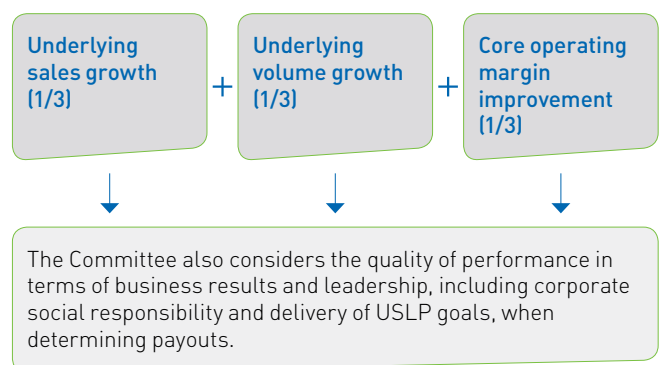 Underlying
sales growth
(1/3)
+
Underlying
volume growth
(1/3)
+
Core operating
margin
improvement
(1/3)
The Committee also considers the quality of performance in
terms of business results and leadership, including corporate
social responsibility and delivery of USLP goals, when
determining payouts.